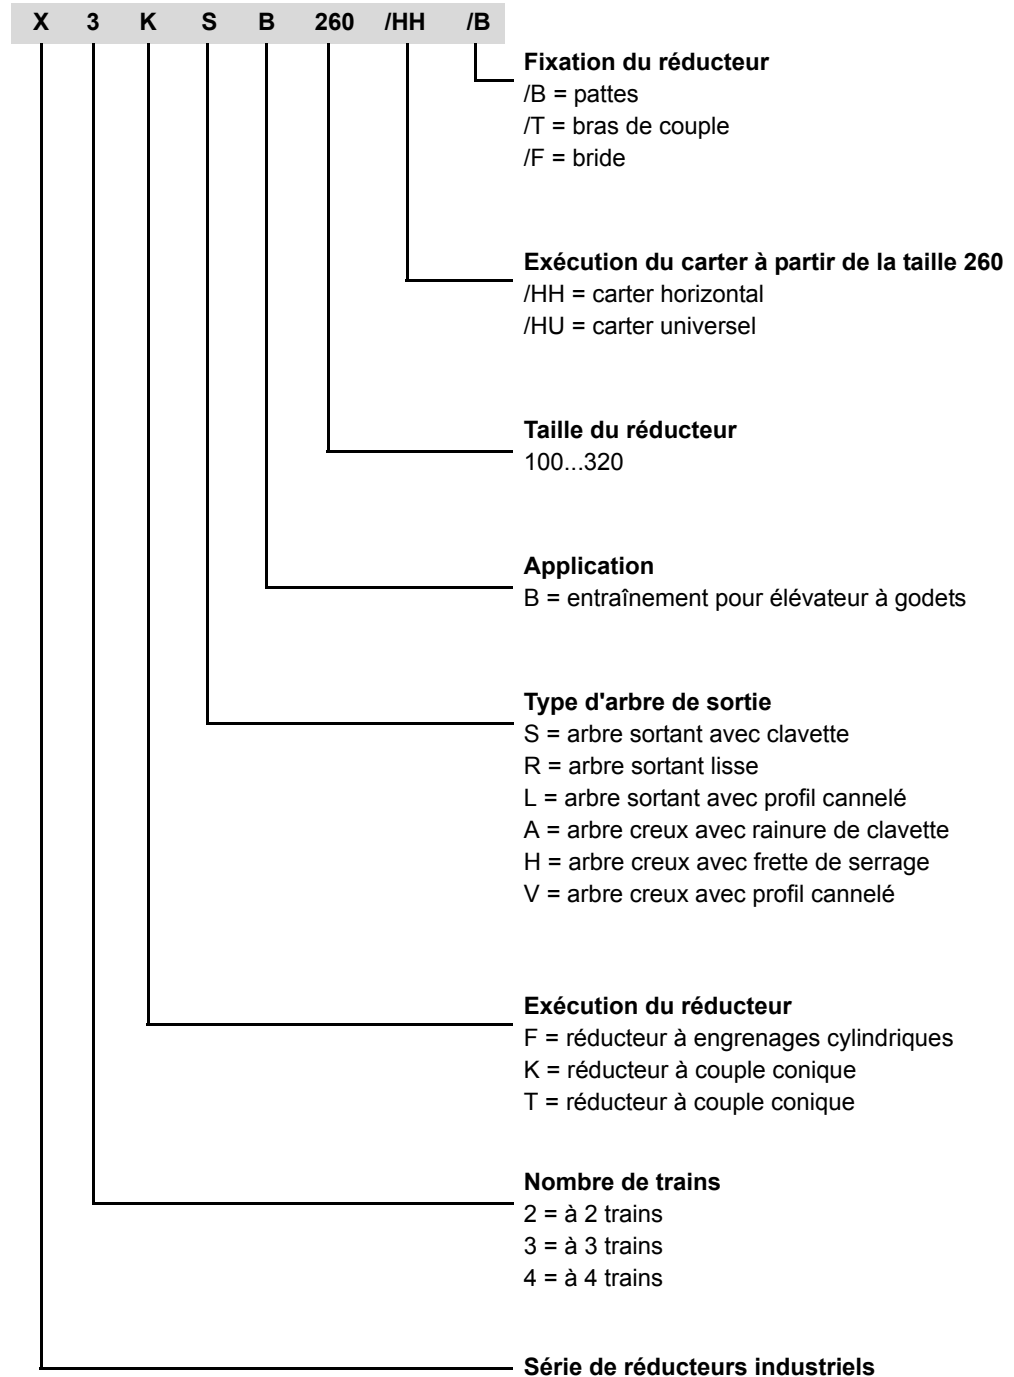 X 3 K S B 260 /HH /B
Fixation du réducteur
/B = pattes
/T = bras de couple
/F = bride
Exécution du carter à partir de la taille 260
/HH = carter horizontal
/HU = carter universel
Taille du réducteur
100...320
Application
B = entraînement pour élévateur à godets
Type d'arbre de sortie
S = arbre sortant avec clavette
R = arbre sortant lisse
L = arbre sortant avec profil cannelé
A = arbre creux avec rainure de clavette
H = arbre creux avec frette de serrage
V = arbre creux avec profil cannelé
Exécution du réducteur
F = réducteur à engrenages cylindriques
K = réducteur à couple conique
T = réducteur à couple conique
Nombre de trains
2 = à 2 trains
3 = à 3 trains
4 = à 4 trains
Série de réducteurs industriels